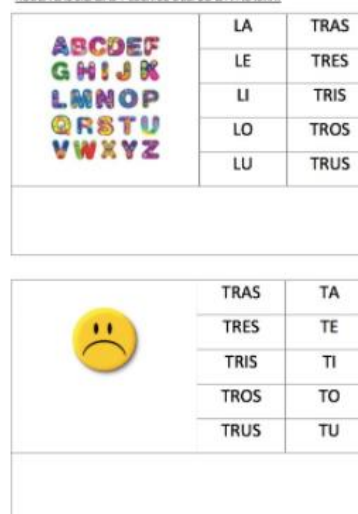 ABCDEF
GHIJK
LMNOP
QRSTU
VWXYZ
LA TRAS
LE TRES
LI TRIS
LO TROS
LU TRUS
TRAS TA
TRES TE
TRIS TI
TROS TO
TRUS TU